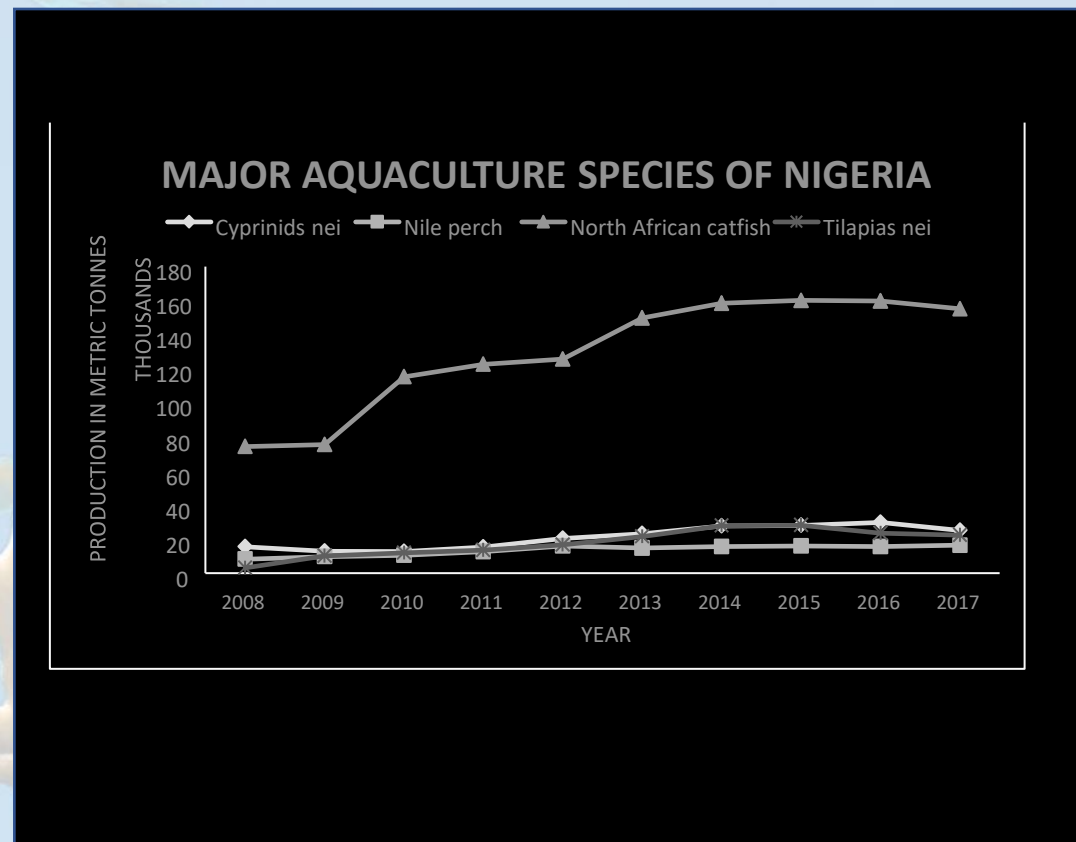 MAJOR AQUACULTURE SPECIES OF NIGERIA
Cyprinids nei Nile perch North African catfish Tilapias nei
PRODUCTION IN METRIC TONNES
THOUSANDS
180
160
140
120
100
80
60
40
20
0
2008 2009 2010 2011 2012 2013 2014 2015 2016 2017
YEAR